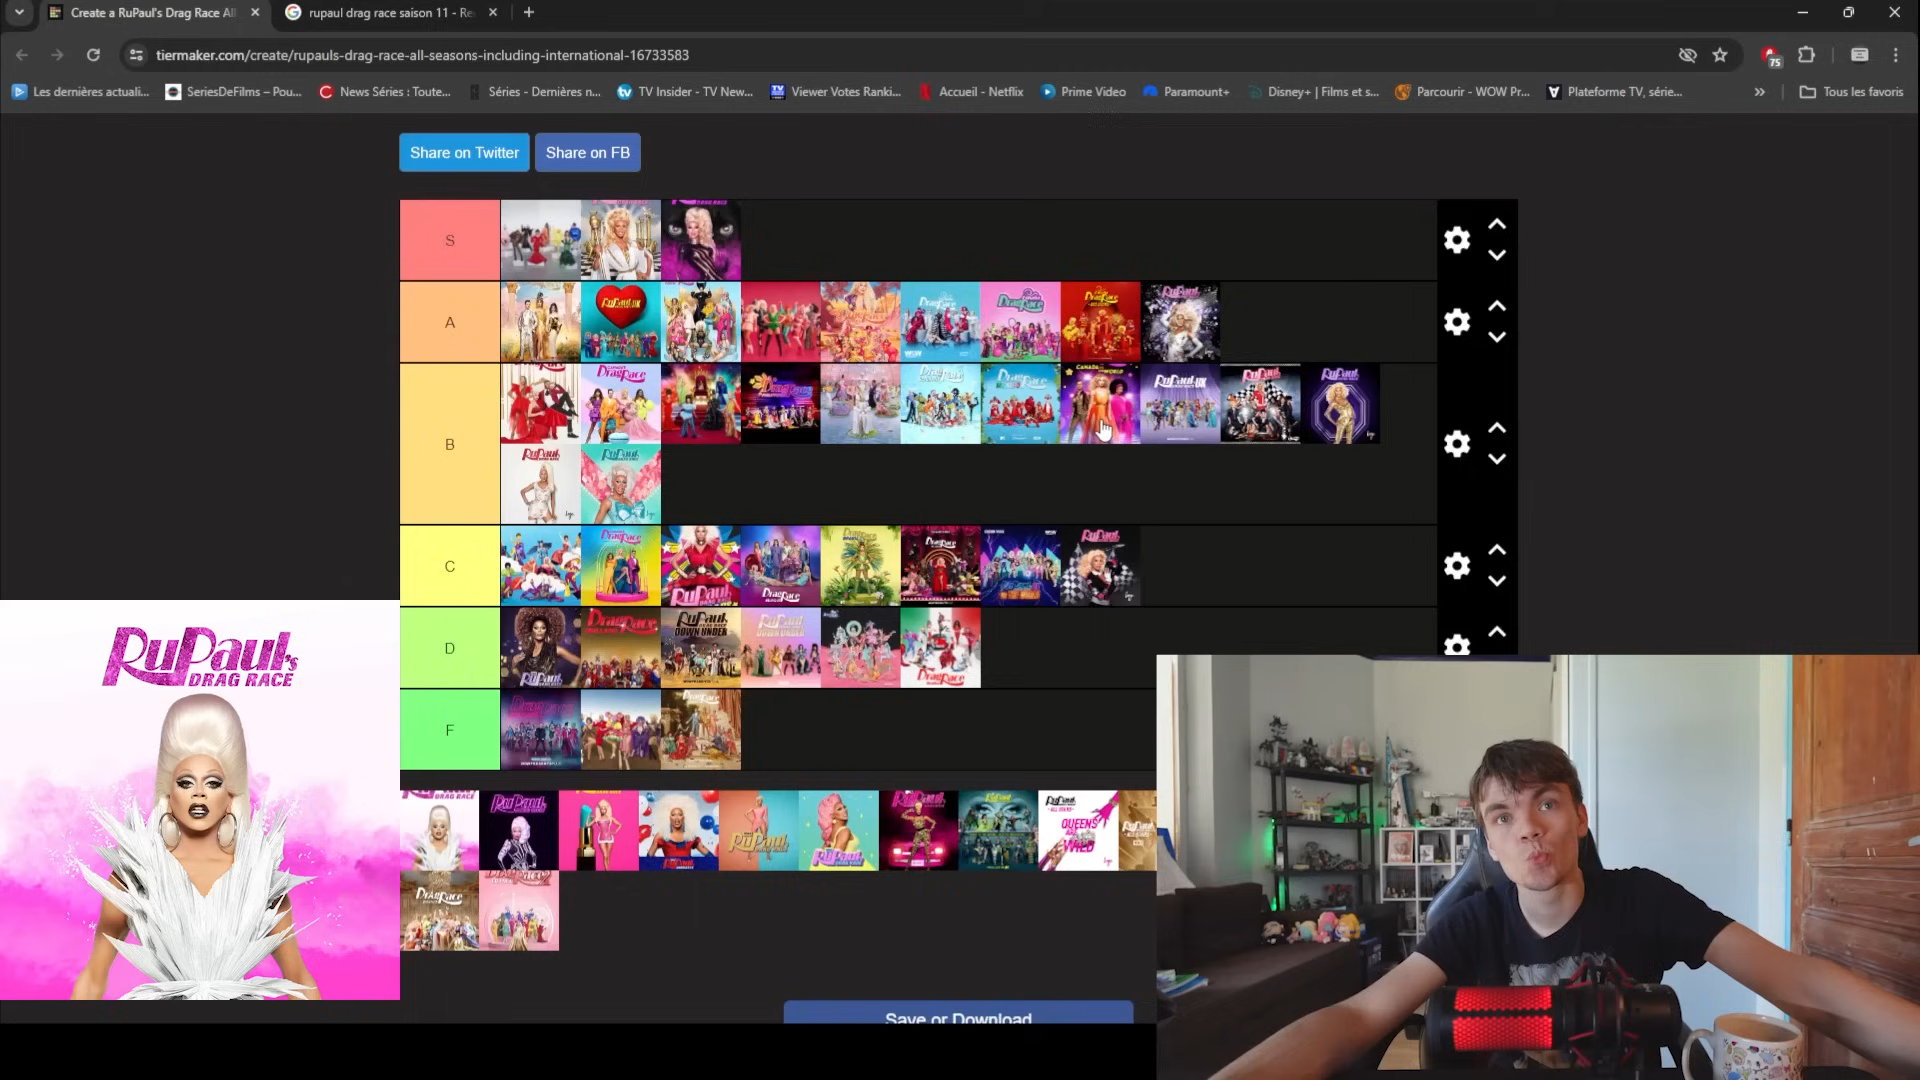 Create a RuPaul's Drag Race All
rupaul drag race saison 11 - Re
tiermaker.com/create/rupauls-drag-race-all-seasons-including-international-16733583
75
Les dernières actuali...
SeriesDeFilms – Pou...
News Séries : Toute...
Séries - Dernières n...
TV Insider - TV New...
Viewer Votes Ranki...
Accueil - Netflix
Prime Video
Paramount+
Disney+ | Films et s...
Parcourir - WOW Pr...
Plateforme TV, série...
Tous les favoris
Share on Twitter
Share on FB
S
A
B
C
D
F
RuPaul's
DRAG RACE
QUEENS
WILD
Save or Download